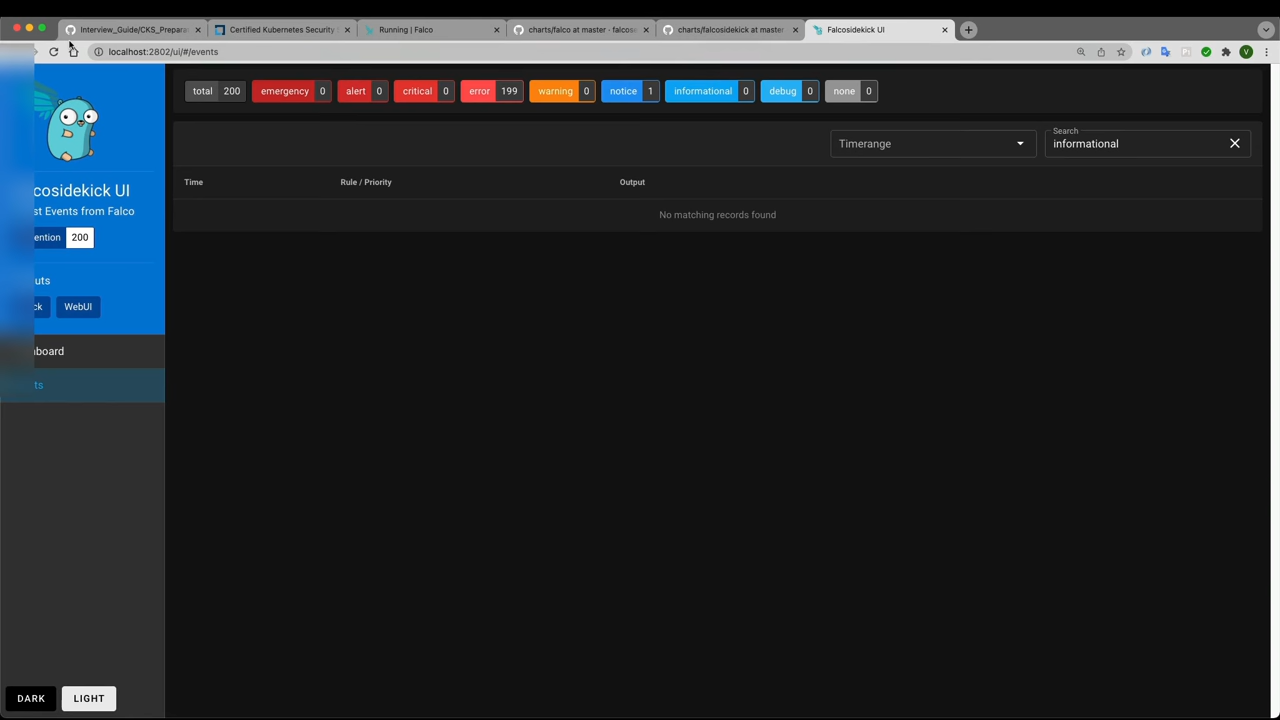 Interview_Guide/CKS_Prepara
Certified Kubernetes Security
Running | Falco
charts/falco at master · falcose
charts/falcosidekick at master
Falcosidekick UI
localhost:2802/ui/#/events
V
total 200
emergency 0
alert 0
critical 0
error 199
warning 0
notice 1
informational 0
debug 0
none 0
Timerange
Search
informational
Time
Rule / Priority
Output
No matching records found
lcosidekick UI
st Events from Falco
ention 200
uts
ck
WebUI
board
ts
DARK
LIGHT